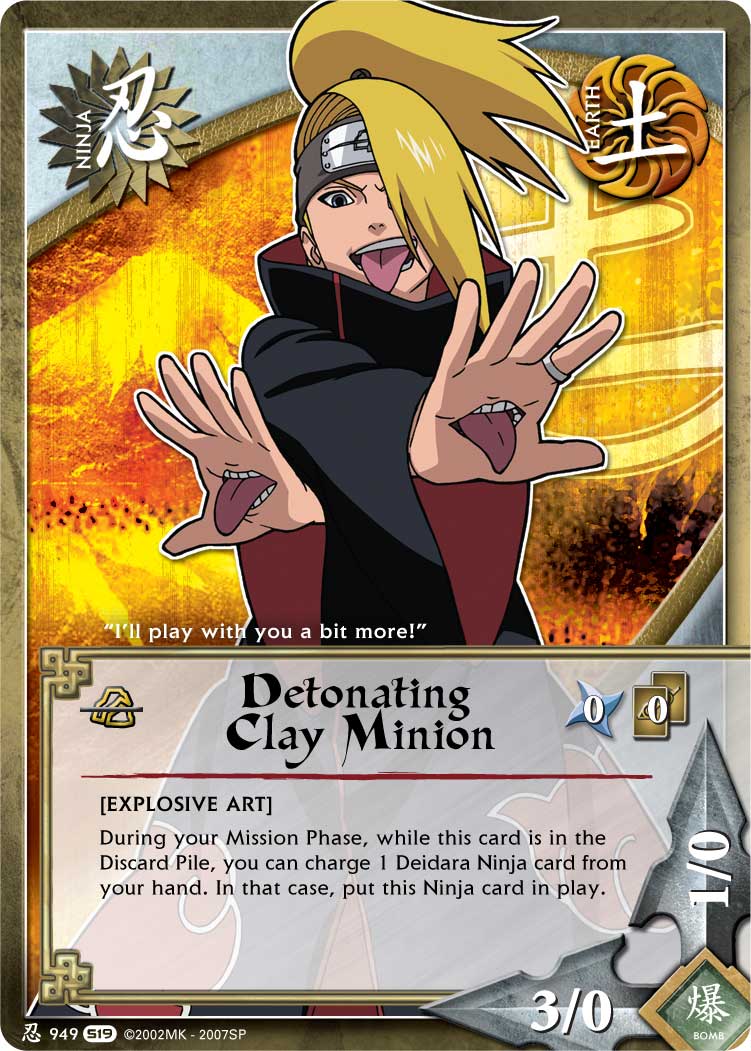 忍
NINJA
EARTH
土
“I’ll play with you a bit more!”
Detonating
Clay Minion
0
0
[EXPLOSIVE ART]
During your Mission Phase, while this card is in the
Discard Pile, you can charge 1 Deidara Ninja card from
your hand. In that case, put this Ninja card in play.
1/0
3/0
爆
BOMB
忍 949 S19 ©2002MK - 2007SP